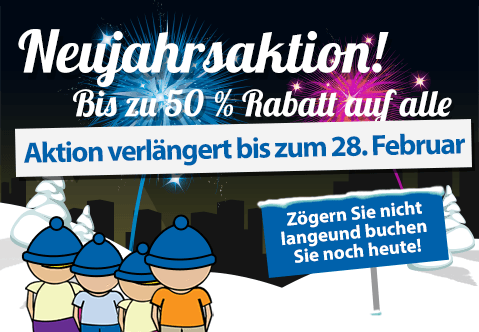 Neujahrsaktion!
Bis zu 50 % Rabatt auf alle
Aktion verlängert bis zum 28. Februar
Zögern Sie nicht
langeund buchen
Sie noch heute!